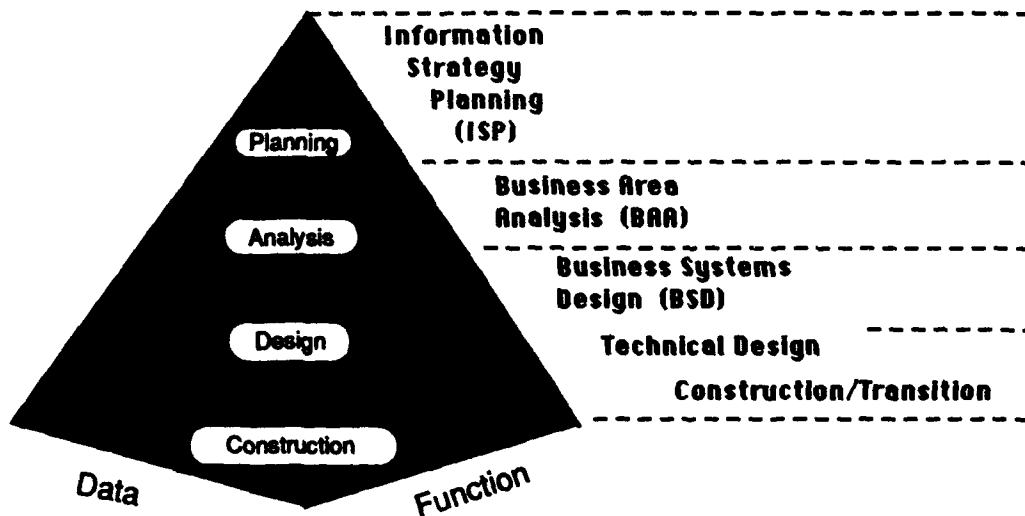 Information
Strategy
Planning
(ISP)
Planning
Business Area
Analysis (BAA)
Analysis
Business Systems
Design (BSD)
Design
Technical Design
Construction/Transition
Construction
Data
Function